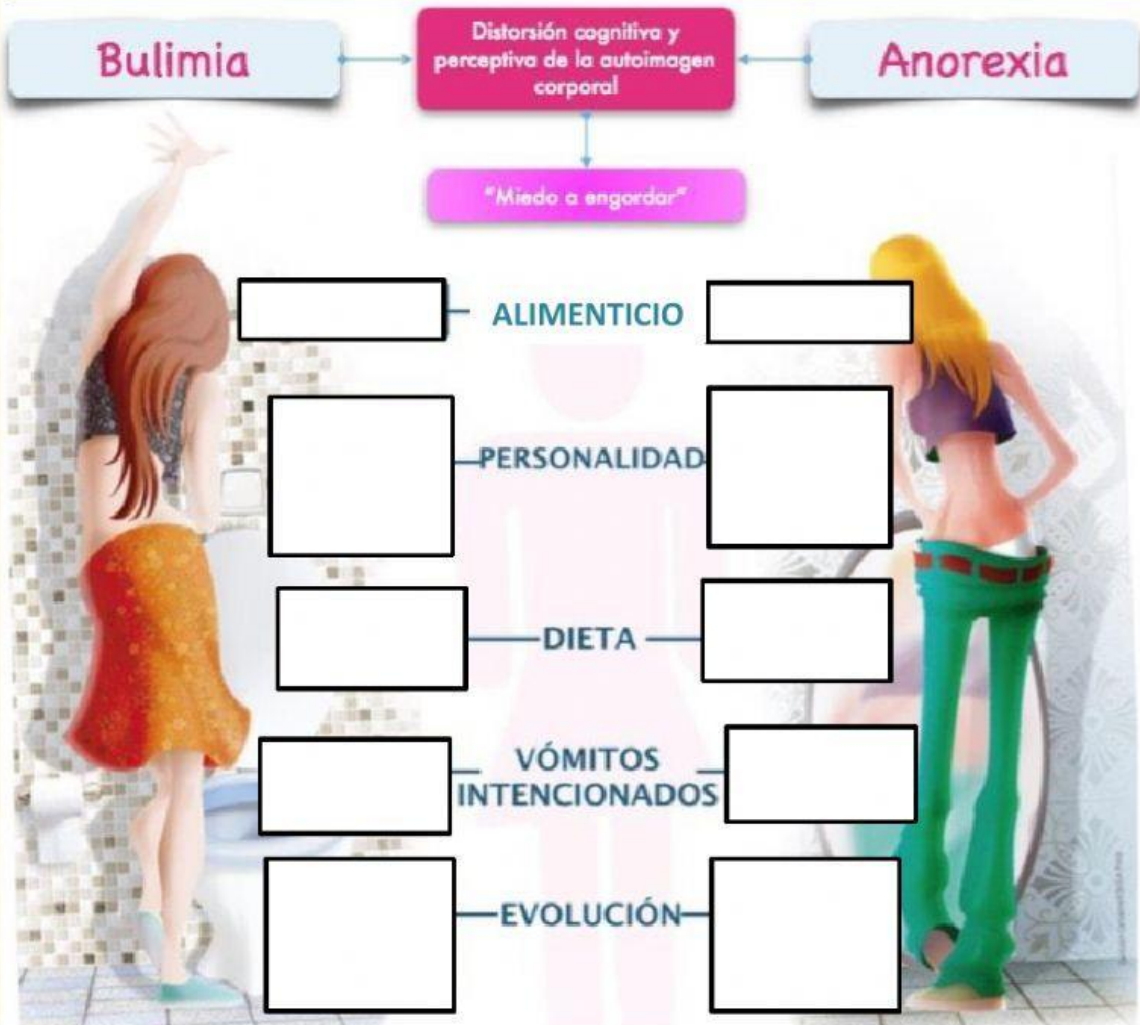 Bulimia
Distorsión cognitiva y
perceptiva de la autoimagen
corporal
Anorexia
"Miedo a engordar"
ALIMENTICIO
PERSONALIDAD
DIETA
VÓMITOS
INTENCIONADOS
EVOLUCIÓN